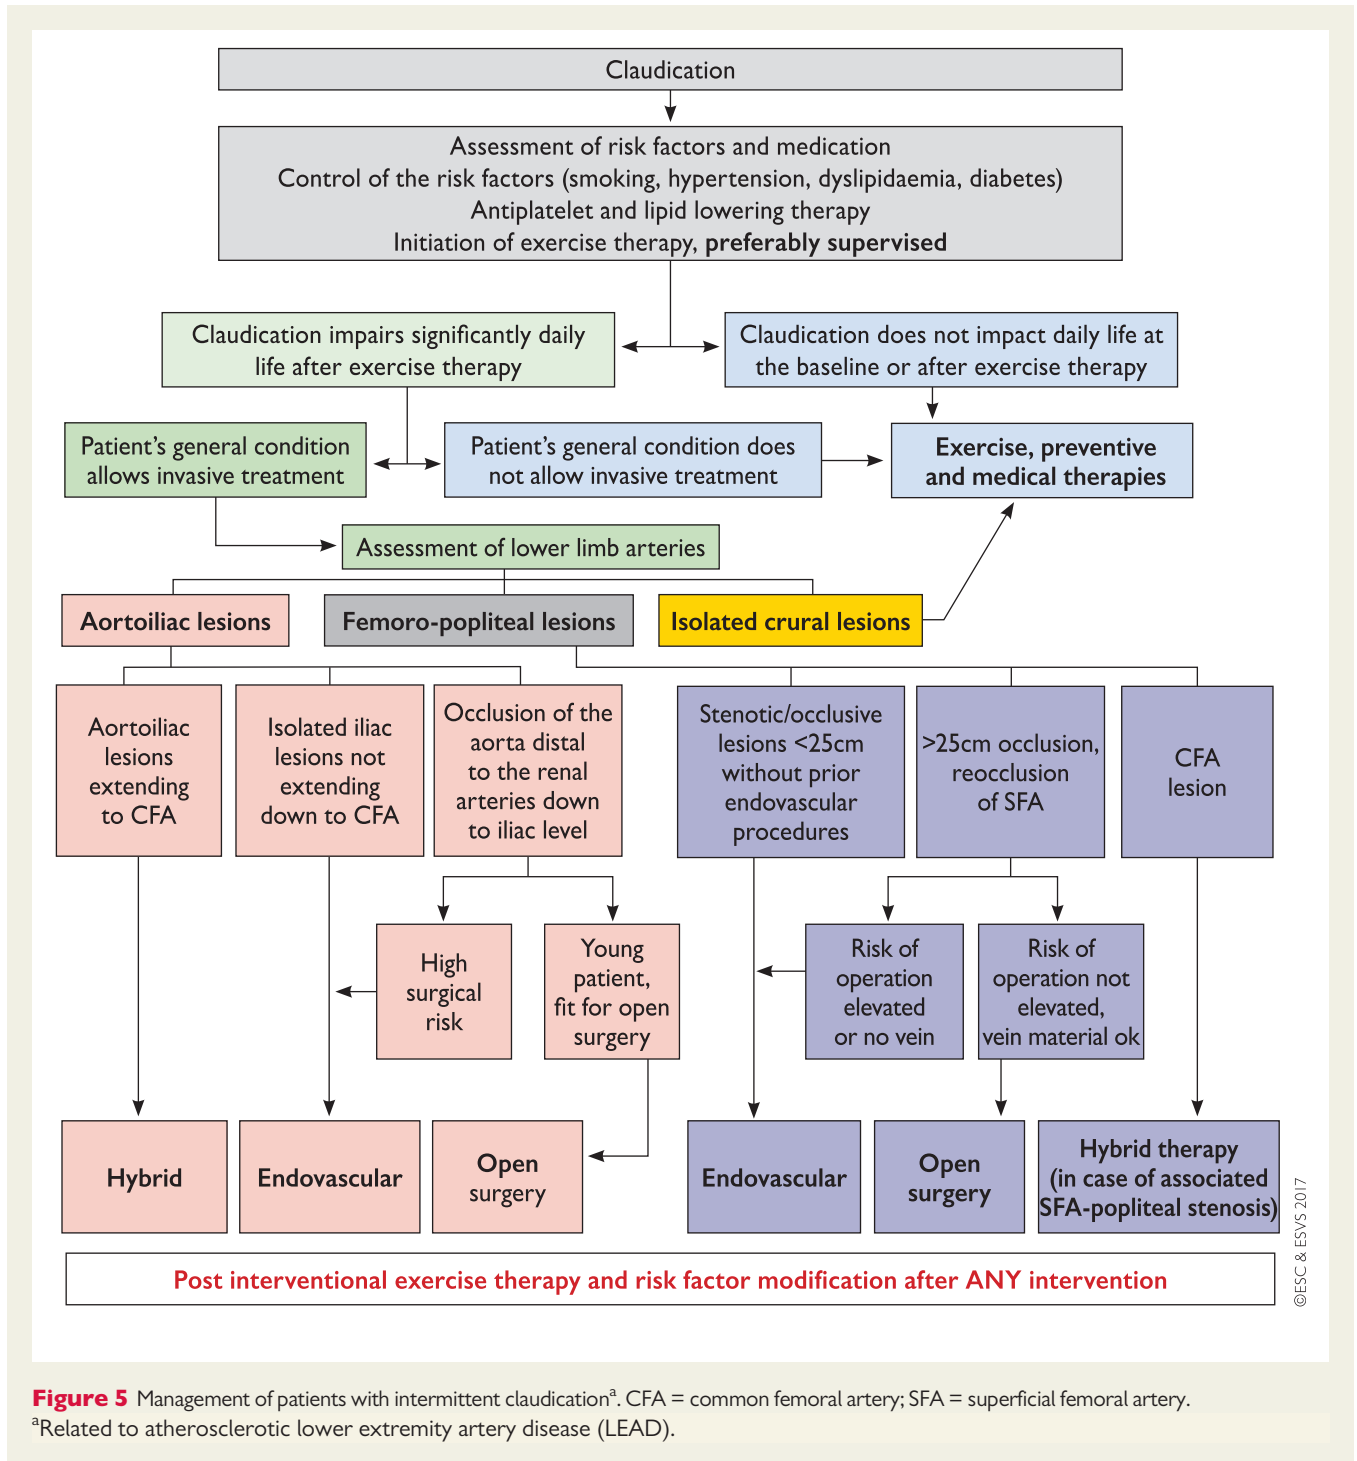 Claudication
Assessment of risk factors and medication
Control of the risk factors (smoking, hypertension, dyslipidaemia, diabetes)
Antiplatelet and lipid lowering therapy
Initiation of exercise therapy, preferably supervised
Claudication impairs significantly daily
life after exercise therapy
Claudication does not impact daily life at
the baseline or after exercise therapy
Patient's general condition
allows invasive treatment
Patient's general condition does
not allow invasive treatment
Exercise, preventive
and medical therapies
Assessment of lower limb arteries
Aortoiliac lesions
Femoro-popliteal lesions
Isolated crural lesions
Aortoiliac
lesions
extending
to CFA
Isolated iliac
lesions not
extending
down to CFA
Occlusion of the
aorta distal
to the renal
arteries down
to iliac level
Stenotic/occlusive
lesions <25cm
without prior
endovascular
procedures
>25cm occlusion,
reocclusion
of SFA
CFA
lesion
High
surgical
risk
Young
patient,
fit for open
surgery
Risk of
operation
elevated
or no vein
Risk of
operation not
elevated,
vein material ok
Hybrid
Endovascular
Open
surgery
Endovascular
Open
surgery
Hybrid therapy
(in case of associated
SFA-popliteal stenosis)
©ESC & ESVS 2017
Post interventional exercise therapy and risk factor modification after ANY intervention
Figure 5 Management of patients with intermittent claudicationᵃ. CFA = common femoral artery; SFA = superficial femoral artery.
ᵃRelated to atherosclerotic lower extremity artery disease (LEAD).